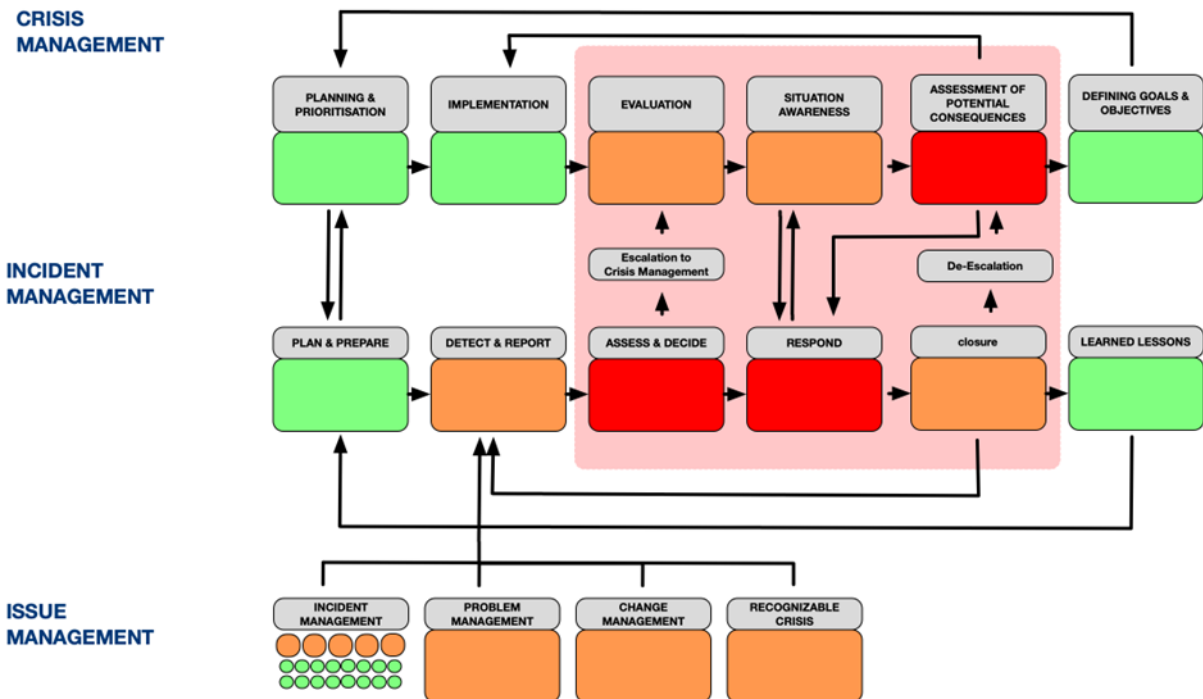 CRISIS
MANAGEMENT
PLANNING &
PRIORITISATION
IMPLEMENTATION
EVALUATION
SITUATION
AWARENESS
ASSESSMENT OF
POTENTIAL
CONSEQUENCES
DEFINING GOALS &
OBJECTIVES
INCIDENT
MANAGEMENT
Escalation to
Crisis Management
De-Escalation
PLAN & PREPARE
DETECT & REPORT
ASSESS & DECIDE
RESPOND
closure
LEARNED LESSONS
ISSUE
MANAGEMENT
INCIDENT
MANAGEMENT
PROBLEM
MANAGEMENT
CHANGE
MANAGEMENT
RECOGNIZABLE
CRISIS